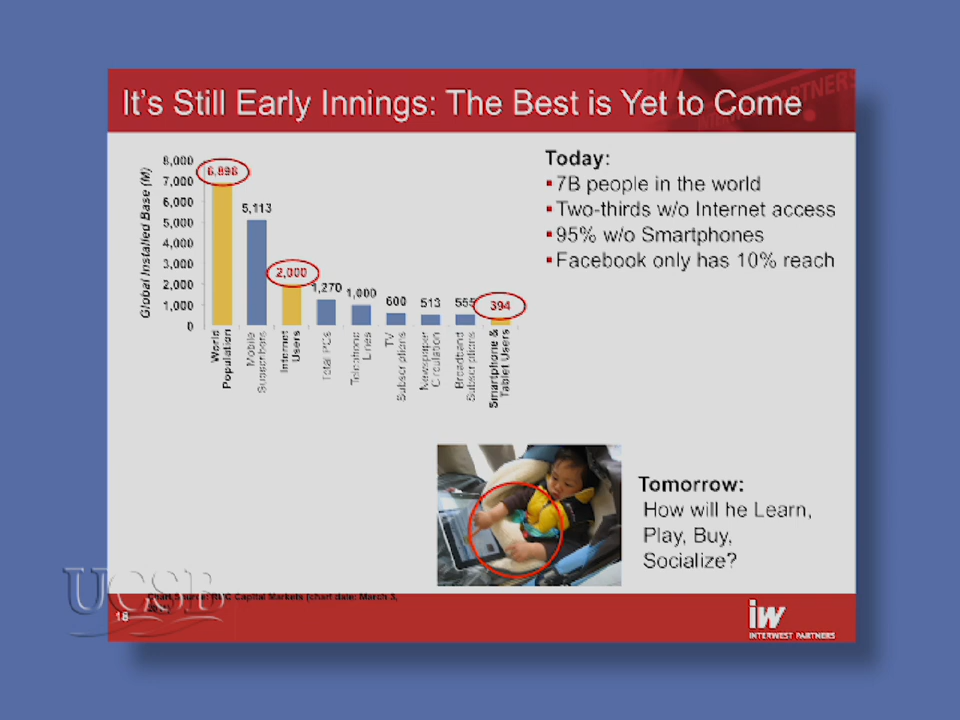 It's Still Early Innings: The Best is Yet to Come
Global Installed Base (M)
8,000
7,000
6,000
5,000
4,000
3,000
2,000
1,000
0
6,896
5,113
2,000
1,270
1,000
600
513
555
394
World
Population
Mobile
Subscribers
Internet
Users
Total PCs
Telephone
Lines
TV
Subscriptions
Newspaper
Circulation
Broadband
Subscriptions
Smartphone &
Tablet Users
Today:
▪7B people in the world
▪Two-thirds w/o Internet access
▪95% w/o Smartphones
▪Facebook only has 10% reach
Tomorrow:
How will he Learn,
Play, Buy,
Socialize?
Chart Source: RBC Capital Markets (chart date: March 3,
UCSB
18
iw
INTERWEST PARTNERS